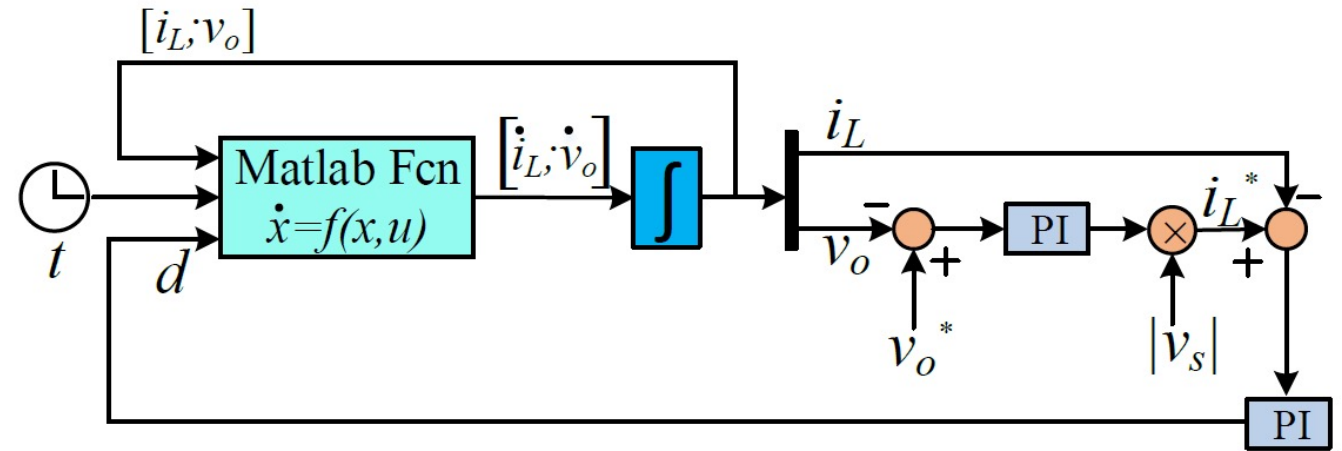 [i_L;v_o]
t
d
Matlab Fcn
ẋ=f(x,u)
[i̇_L;v̇_o]
∫
i_L
v_o
-
+
v_o*
PI
×
|v_s|
i_L*
-
+
PI